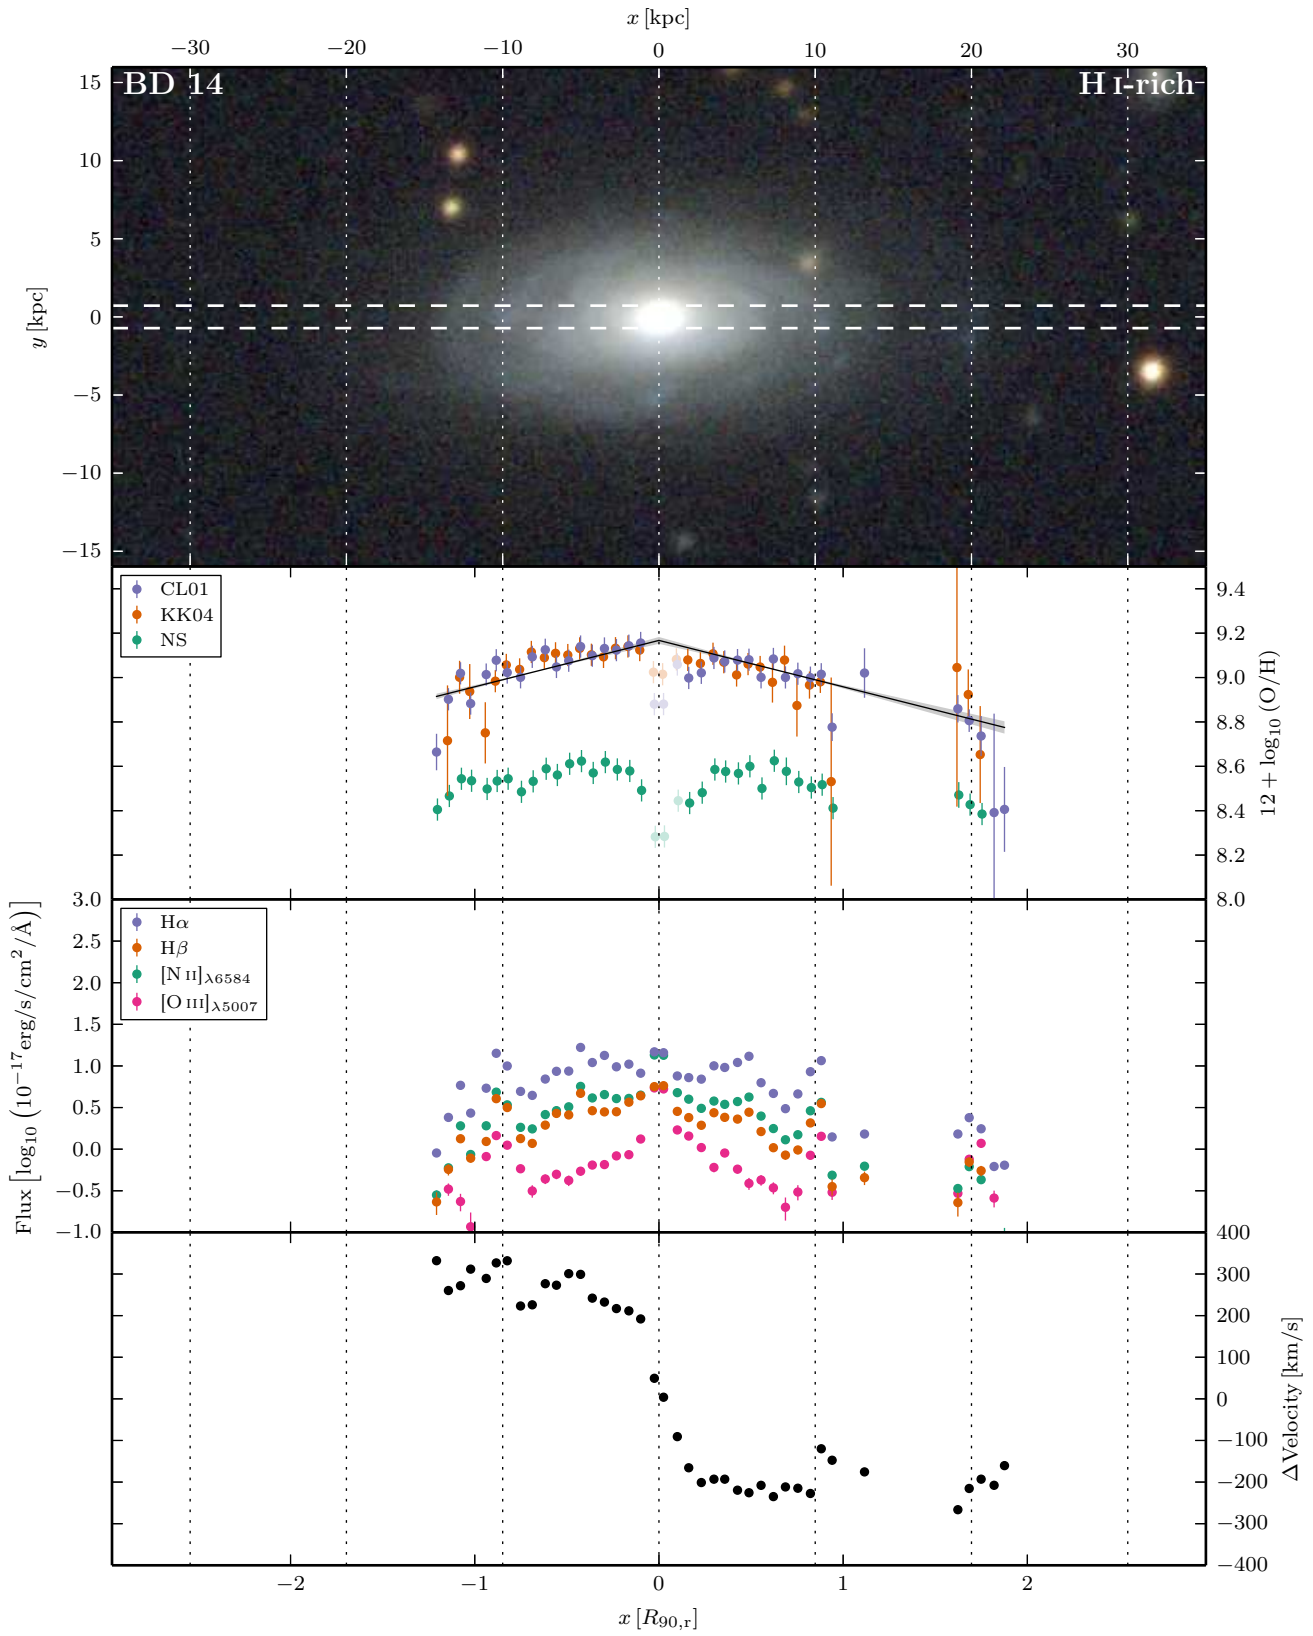 x [kpc]
−30 −20 −10 0 10 20 30
BD 14 H I-rich
15
10
5
0
−5
−10
−15
y [kpc]
CL01
KK04
NS
9.4
9.2
9.0
8.8
8.6
8.4
8.2
8.0
12 + log₁₀ (O/H)
Hα
Hβ
[N II]λ6584
[O III]λ5007
3.0
2.5
2.0
1.5
1.0
0.5
0.0
−0.5
−1.0
Flux [log₁₀ (10⁻¹⁷erg/s/cm²/Å)]
400
300
200
100
0
−100
−200
−300
−400
ΔVelocity [km/s]
−2 −1 0 1 2
x [R₉₀,ᵣ]